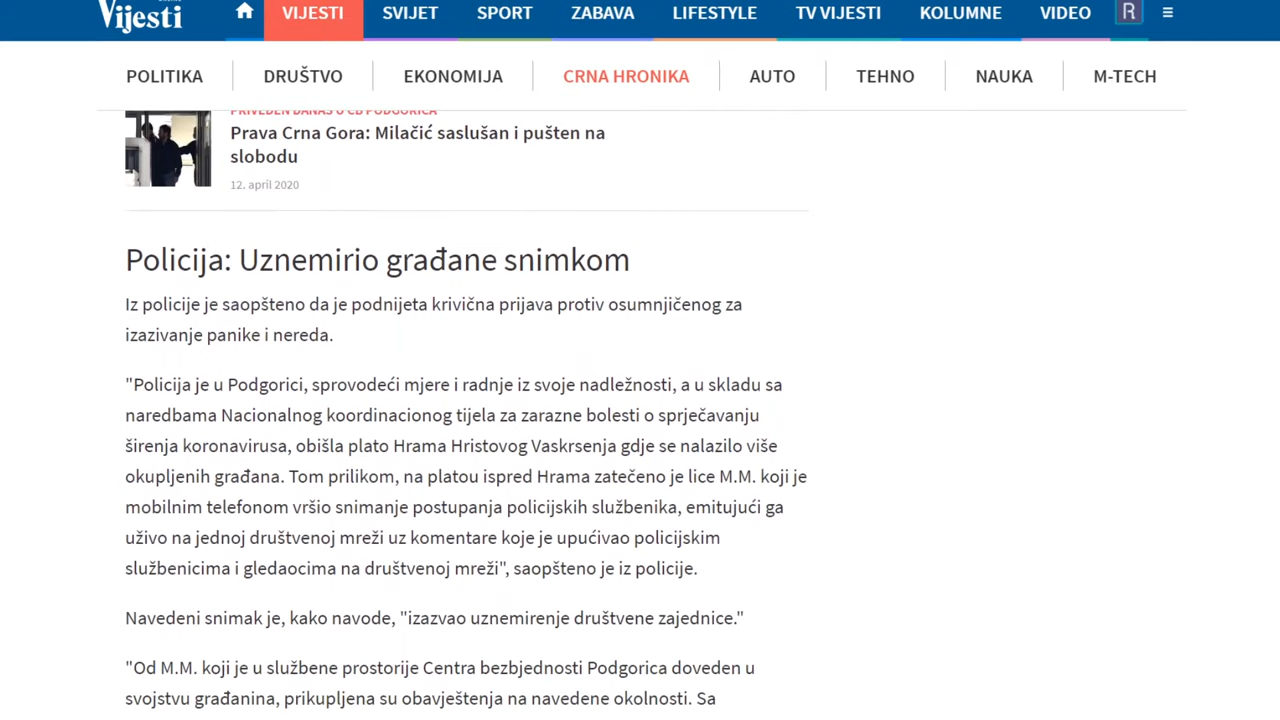 Vijesti
VIJESTI SVIJET SPORT ZABAVA LIFESTYLE TV VIJESTI KOLUMNE VIDEO R
POLITIKA DRUŠTVO EKONOMIJA CRNA HRONIKA AUTO TEHNO NAUKA M-TECH
PRIVEDEN DANAS U CB PODGORICA
Prava Crna Gora: Milačić saslušan i pušten na
slobodu
12. april 2020
Policija: Uznemirio građane snimkom
Iz policije je saopšteno da je podnijeta krivična prijava protiv osumnjičenog za
izazivanje panike i nereda.
"Policija je u Podgorici, sprovodeći mjere i radnje iz svoje nadležnosti, a u skladu sa
naredbama Nacionalnog koordinacionog tijela za zarazne bolesti o sprječavanju
širenja koronavirusa, obišla plato Hrama Hristovog Vaskrsenja gdje se nalazilo više
okupljenih građana. Tom prilikom, na platou ispred Hrama zatečeno je lice M.M. koji je
mobilnim telefonom vršio snimanje postupanja policijskih službenika, emitujući ga
uživo na jednoj društvenoj mreži uz komentare koje je upućivao policijskim
službenicima i gledaocima na društvenoj mreži", saopšteno je iz policije.
Navedeni snimak je, kako navode, "izazvao uznemirenje društvene zajednice."
"Od M.M. koji je u službene prostorije Centra bezbjednosti Podgorica doveden u
svojstvu građanina, prikupljena su obavještenja na navedene okolnosti. Sa